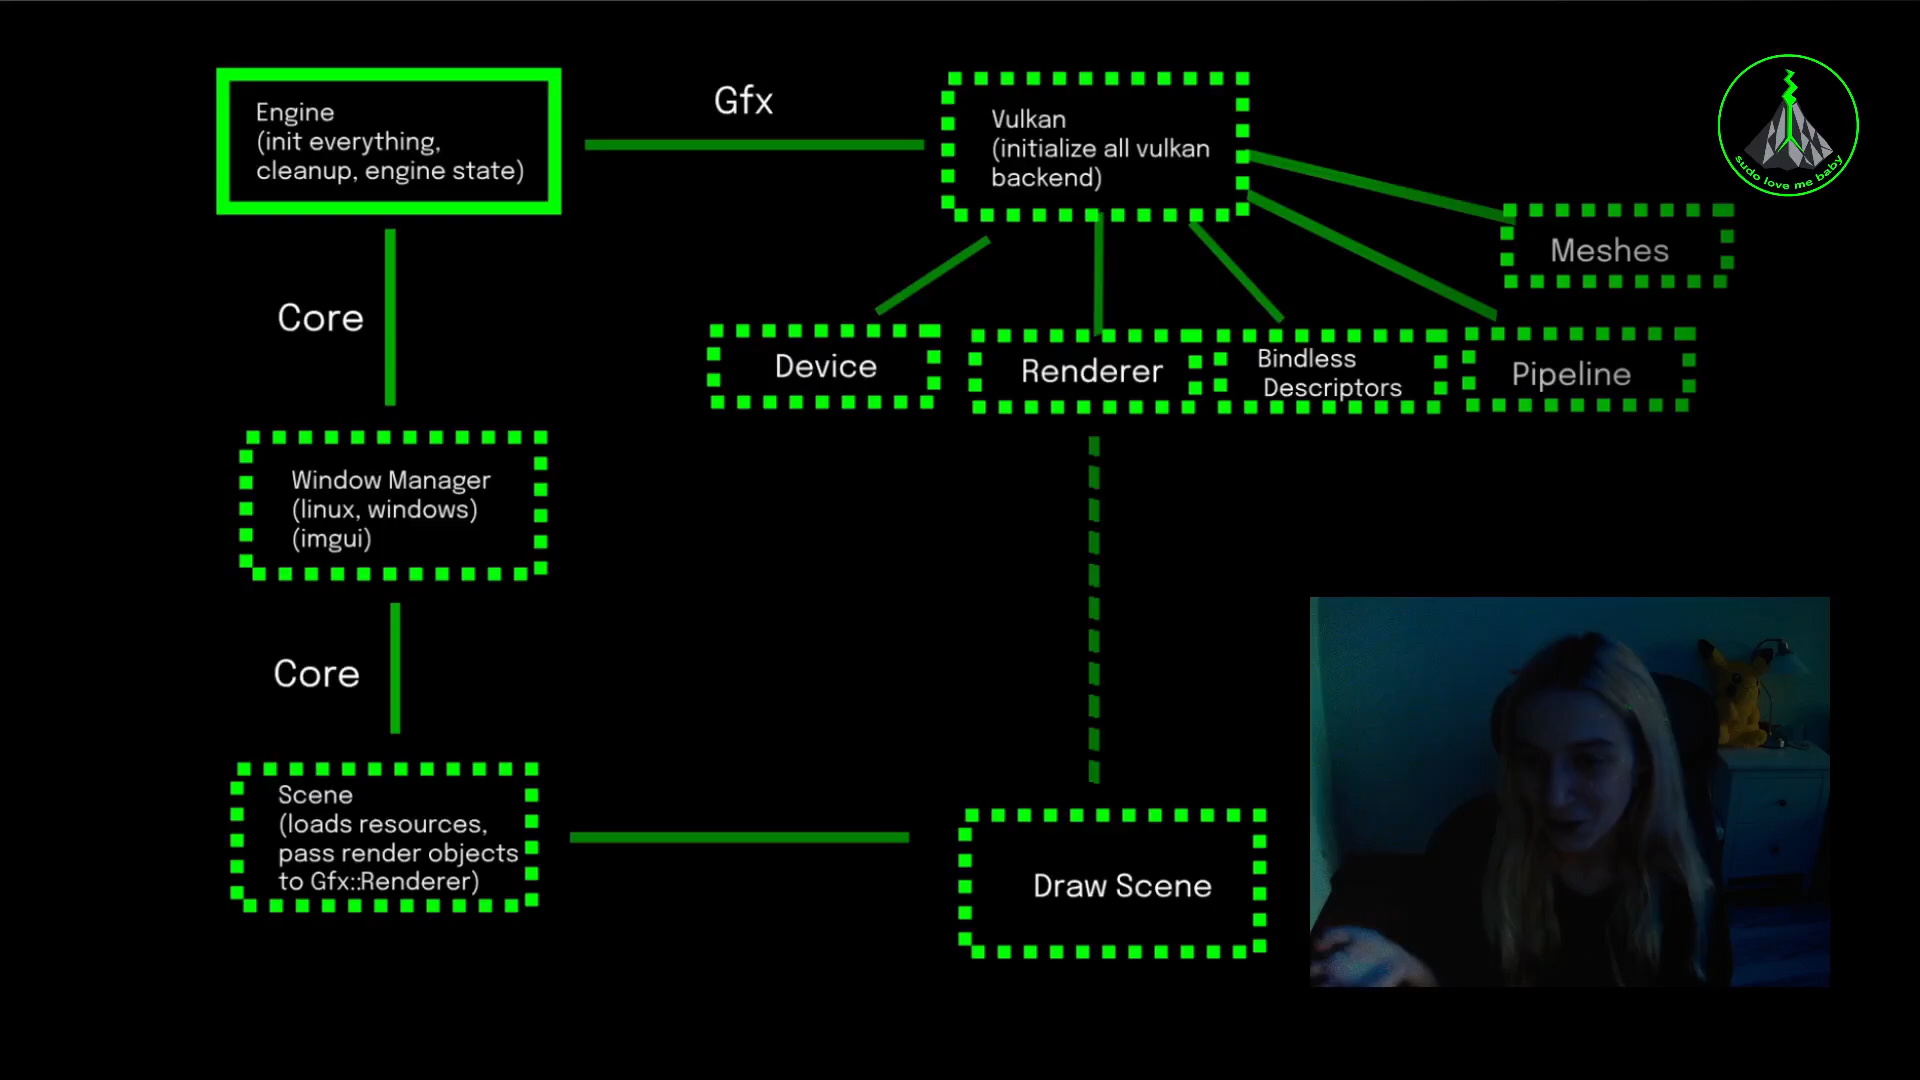 Engine
(init everything,
cleanup, engine state)
Gfx
Vulkan
(initialize all vulkan
backend)
sudo love me baby
Meshes
Core
Device
Renderer
Bindless
Descriptors
Pipeline
Window Manager
(linux, windows)
(imgui)
Core
Scene
(loads resources,
pass render objects
to Gfx::Renderer)
Draw Scene